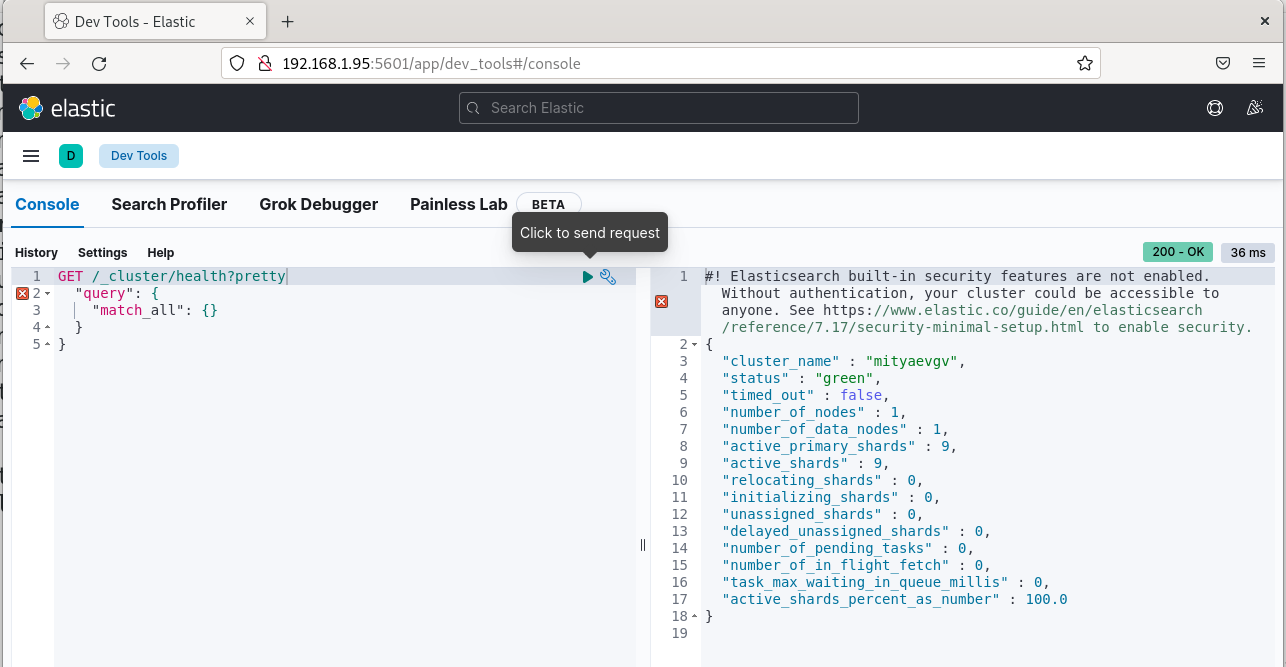 Dev Tools - Elastic
192.168.1.95:5601/app/dev_tools#/console
elastic
Search Elastic
D
Dev Tools
Console Search Profiler Grok Debugger Painless Lab BETA
Click to send request
History Settings Help
200 - OK 36 ms
1 GET /_cluster/health?pretty
2 "query": {
3 "match_all": {}
4 }
5 }
1 #! Elasticsearch built-in security features are not enabled.
Without authentication, your cluster could be accessible to
anyone. See https://www.elastic.co/guide/en/elasticsearch
/reference/7.17/security-minimal-setup.html to enable security.
2 {
3 "cluster_name" : "mityaevgv",
4 "status" : "green",
5 "timed_out" : false,
6 "number_of_nodes" : 1,
7 "number_of_data_nodes" : 1,
8 "active_primary_shards" : 9,
9 "active_shards" : 9,
10 "relocating_shards" : 0,
11 "initializing_shards" : 0,
12 "unassigned_shards" : 0,
13 "delayed_unassigned_shards" : 0,
14 "number_of_pending_tasks" : 0,
15 "number_of_in_flight_fetch" : 0,
16 "task_max_waiting_in_queue_millis" : 0,
17 "active_shards_percent_as_number" : 100.0
18 }
19